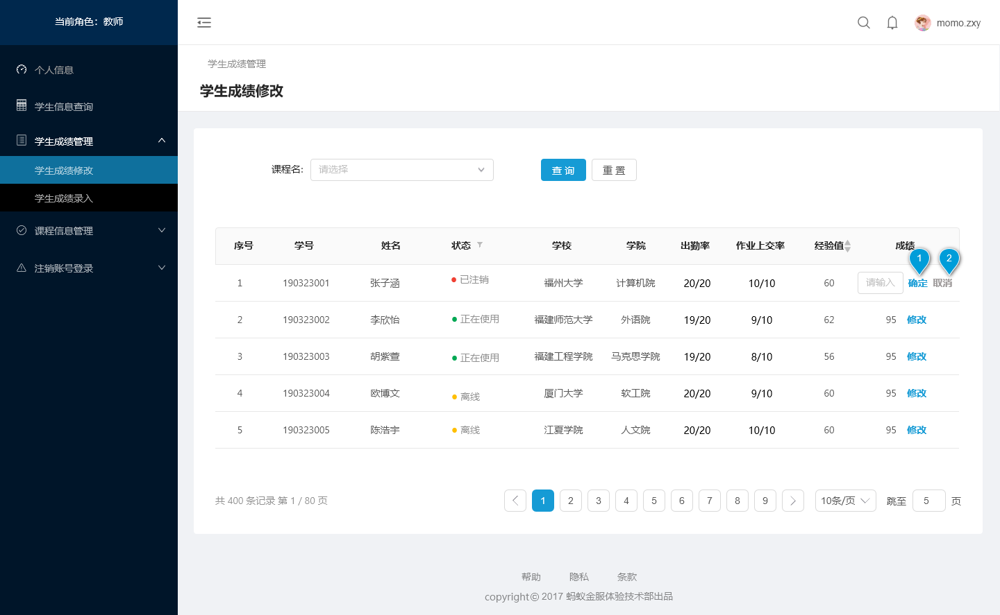 当前角色：教师
momo.zxy
个人信息
学生信息查询
学生成绩管理
学生成绩修改
学生成绩录入
课程信息管理
注销账号登录
学生成绩管理
学生成绩修改
课程名: 请选择 查 询 重 置
序号 学号 姓名 状态 学校 学院 出勤率 作业上交率 经验值 成绩
1 2
1 190323001 张子涵 已注销 福州大学 计算机院 20/20 10/10 60 请输入 确定 取消
2 190323002 李欣怡 正在使用 福建师范大学 外语院 19/20 9/10 62 95 修改
3 190323003 胡紫萱 正在使用 福建工程学院 马克思学院 19/20 8/10 56 95 修改
4 190323004 欧博文 离线 厦门大学 软工院 20/20 9/10 60 95 修改
5 190323005 陈浩宇 离线 江夏学院 人文院 20/20 10/10 60 95 修改
共 400 条记录 第 1 / 80 页 1 2 3 4 5 6 7 8 9 10条/页 跳至 5 页
帮助 隐私 条款
copyright© 2017 蚂蚁金服体验技术部出品